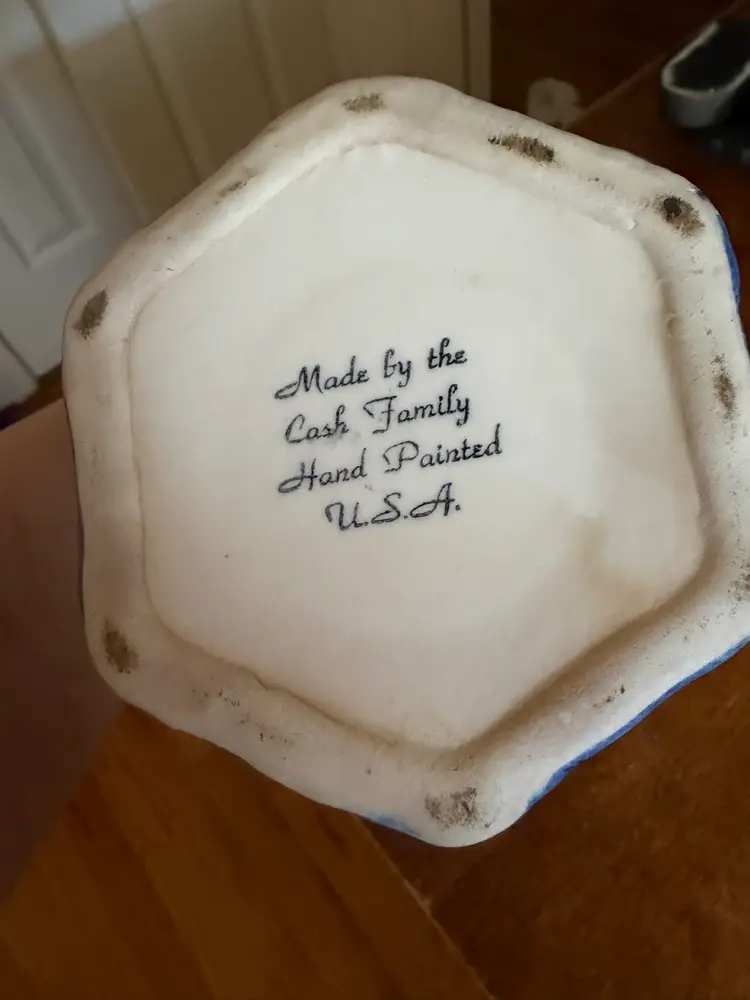 Made by the
Cash Family
Hand Painted
U.S.A.